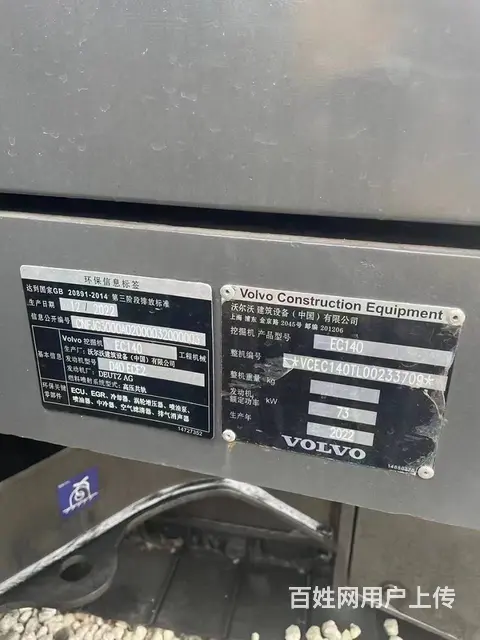 环保信息标签
达到国家GB 20891-2014 第三阶段排放标准
生产日期 12 / 2022
信息公开编号
Volvo 挖掘机 EC140 工程机械
生产厂: 沃尔沃建筑设备(中国)有限公司
基本信息 发动机型号
发动机厂: DEUTZ AG
燃料喷射系统型式: 高压共轨
环保关键零部件 ECU、EGR、冷却器、涡轮增压器、喷油泵、
喷油器、中冷器、空气滤清器、排气消声器
14727202
Volvo Construction Equipment
沃尔沃 建筑设备(中国)有限公司
上海 浦东 金京路 2045号 邮编 201206
挖掘机 产品型号 EC140
整机编号
整机重量 kg
发动机
额定功率 kW 73
生产年 2022
VOLVO
百姓网用户上传